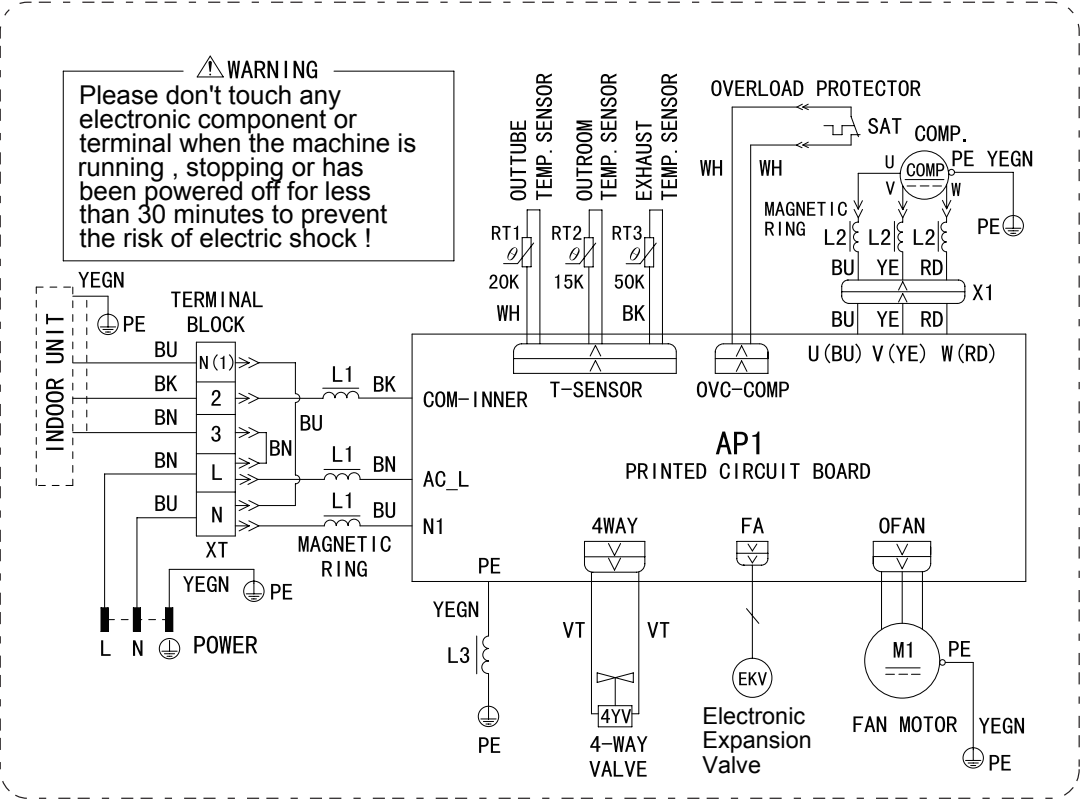 WARNING
Please don't touch any
electronic component or
terminal when the machine is
running , stopping or has
been powered off for less
than 30 minutes to prevent
the risk of electric shock !
OUTTUBE
TEMP. SENSOR
OUTROOM
TEMP. SENSOR
EXHAUST
TEMP. SENSOR
RT1
θ
20K
WH
RT2
θ
15K
RT3
θ
50K
BK
OVERLOAD PROTECTOR
SAT
WH
WH
COMP.
COMP
U
V
W
PE YEGN
PE
MAGNETIC
RING
L2
L2
L2
BU
YE
RD
X1
BU
YE
RD
U(BU) V(YE) W(RD)
YEGN
PE
INDOOR UNIT
TERMINAL
BLOCK
BU
N(1)
BK
2
BN
3
BN
L
BU
N
XT
BU
BN
L1
BK
L1
BN
L1
BU
MAGNETIC
RING
T-SENSOR
OVC-COMP
COM-INNER
AP1
PRINTED CIRCUIT BOARD
AC_L
N1
PE
4WAY
FA
OFAN
YEGN
PE
L
N
POWER
YEGN
L3
PE
VT
VT
4YV
4-WAY
VALVE
EKV
Electronic
Expansion
Valve
M1
PE
FAN MOTOR
YEGN
PE